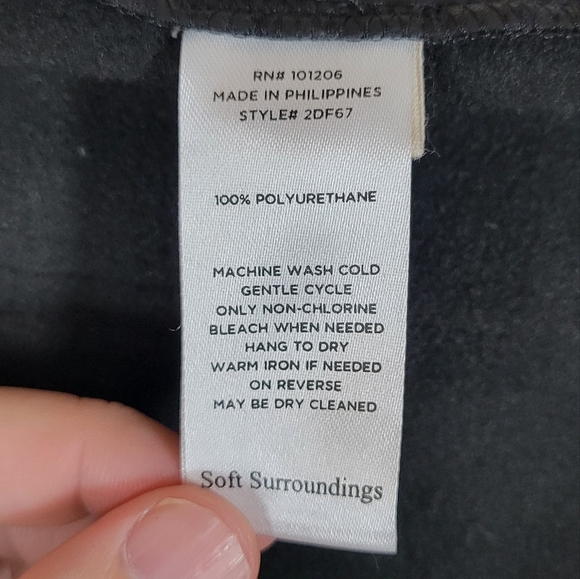 RN# 101206
MADE IN PHILIPPINES
STYLE# 2DF67
100% POLYURETHANE
MACHINE WASH COLD
GENTLE CYCLE
ONLY NON-CHLORINE
BLEACH WHEN NEEDED
HANG TO DRY
WARM IRON IF NEEDED
ON REVERSE
MAY BE DRY CLEANED
Soft Surroundings